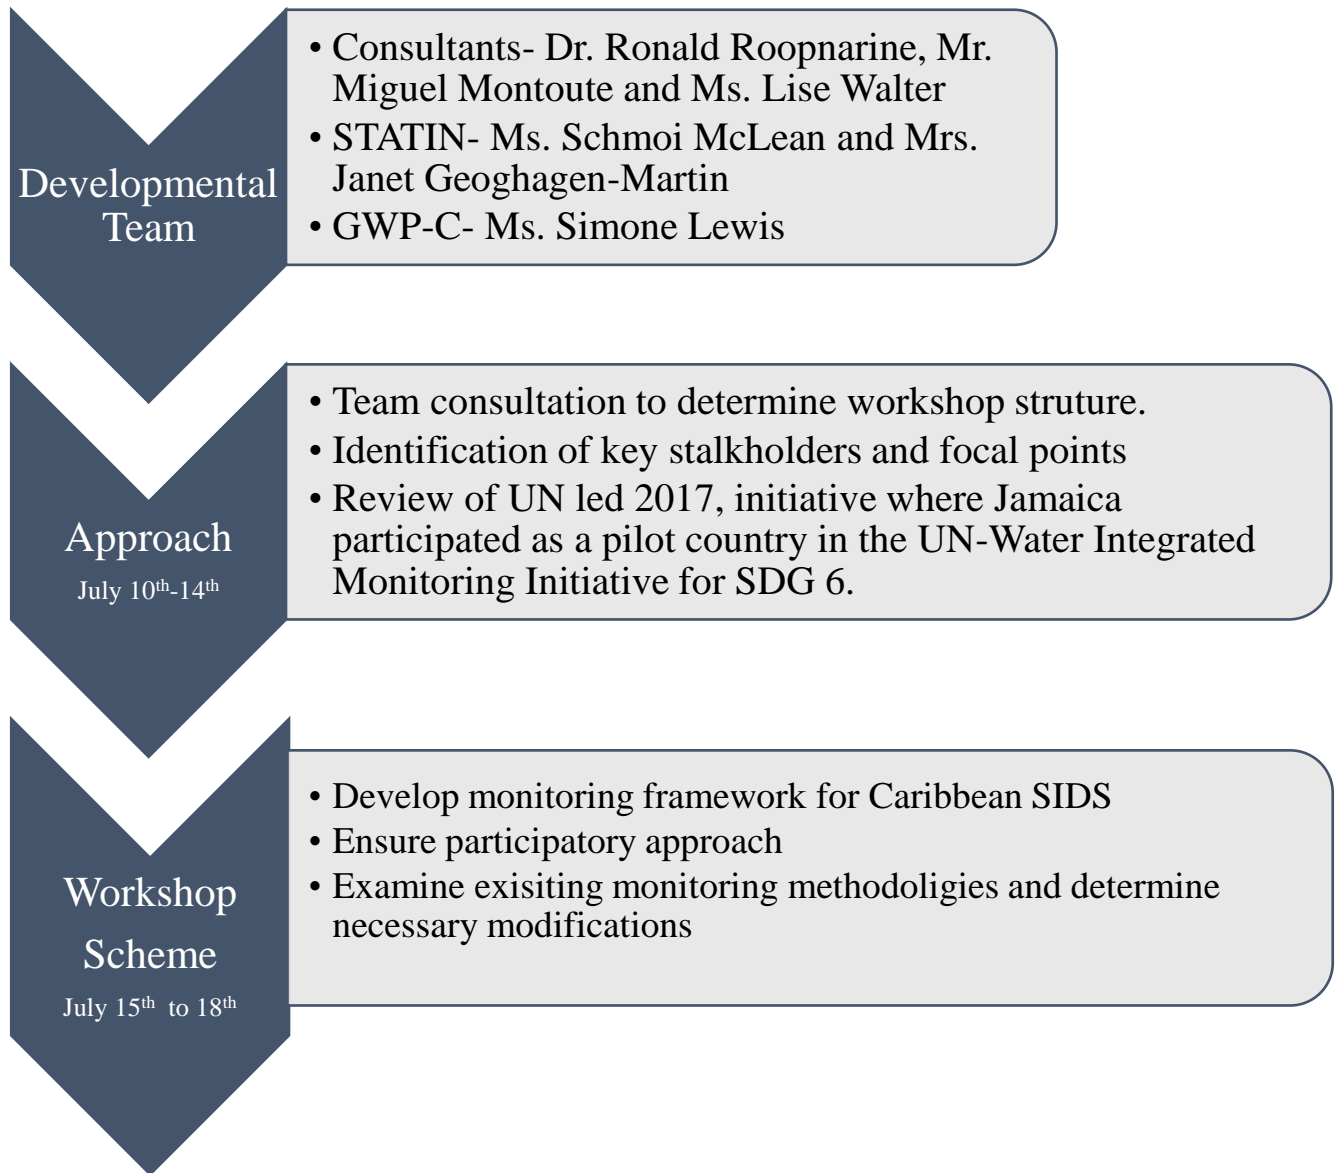 Developmental
Team
• Consultants- Dr. Ronald Roopnarine, Mr.
Miguel Montoute and Ms. Lise Walter
• STATIN- Ms. Schmoi McLean and Mrs.
Janet Geoghagen-Martin
• GWP-C- Ms. Simone Lewis
Approach
July 10th-14th
• Team consultation to determine workshop struture.
• Identification of key stalkholders and focal points
• Review of UN led 2017, initiative where Jamaica
participated as a pilot country in the UN-Water Integrated
Monitoring Initiative for SDG 6.
Workshop
Scheme
July 15th to 18th
• Develop monitoring framework for Caribbean SIDS
• Ensure participatory approach
• Examine exisiting monitoring methodoligies and determine
necessary modifications